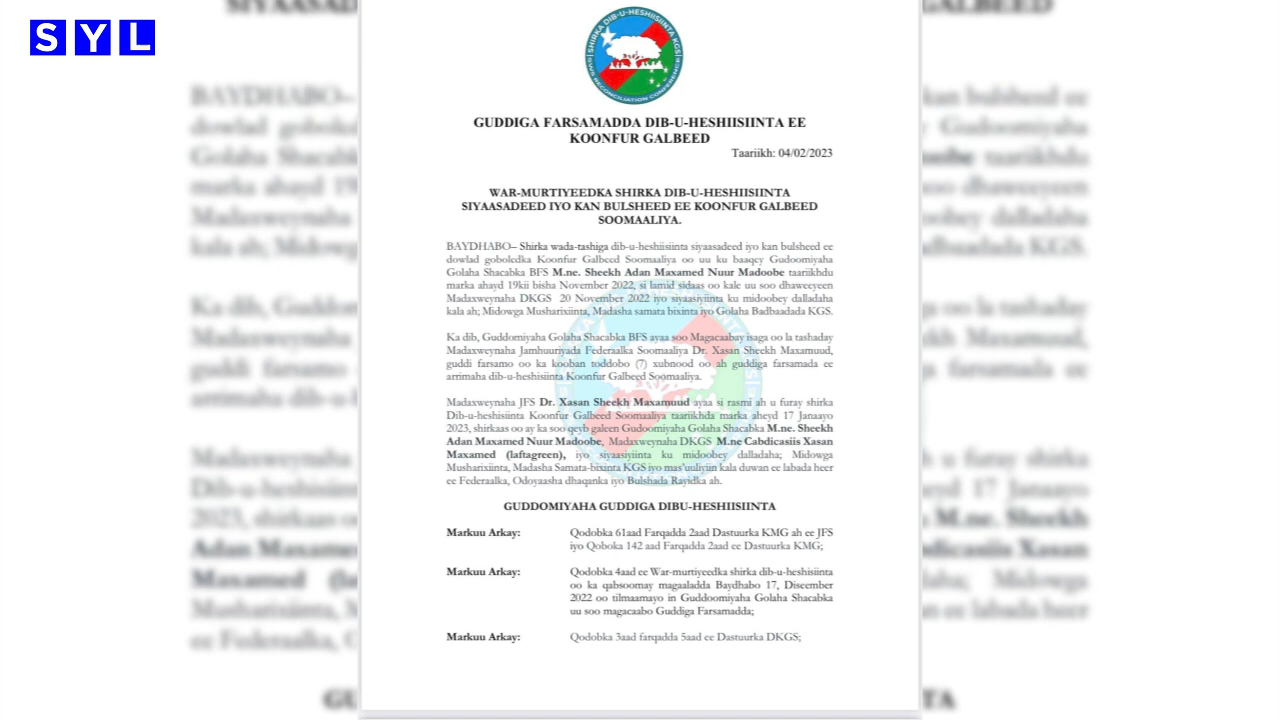 SYL
SHIRKA DIB-U-HESHIISIINTA KGS
SWS RECONCILIATION CONFERENCE
GUDDIGA FARSAMADDA DIB-U-HESHIISIINTA EE
KOONFUR GALBEED
Taariikh: 04/02/2023
WAR-MURTIYEEDKA SHIRKA DIB-U-HESHIISIINTA
SIYAASADEED IYO KAN BULSHEED EE KOONFUR GALBEED
SOOMAALIYA.
BAYDHABO– Shirka wada-tashiga dib-u-heshiisiinta siyaasadeed iyo kan bulsheed ee
dowlad goboledka Koonfur Galbeed Soomaaliya oo uu ku baaqey Gudoomiyaha
Golaha Shacabka BFS M.ne. Sheekh Adan Maxamed Nuur Madoobe taariikhdu
marka ahayd 19kii bisha November 2022, si lamid sidaas oo kale uu soo dhaweeyeen
Madaxweynaha DKGS 20 November 2022 iyo siyaasiyiinta ku midoobey dalladaha
kala ah; Midowga Musharixiinta, Madasha samata bixinta iyo Golaha Badbaadada KGS.
Ka dib, Guddomiyaha Golaha Shacabka BFS ayaa soo Magacaabay isaga oo la tashaday
Madaxweynaha Jamhuuriyada Federaalka Soomaaliya Dr. Xasan Sheekh Maxamuud,
guddi farsamo oo ka kooban toddobo (7) xubnood oo ah guddiga farsamada ee
arrimaha dib-u-heshisiinta Koonfur Galbeed Soomaaliya.
Madaxweynaha JFS Dr. Xasan Sheekh Maxamuud ayaa si rasmi ah u furay shirka
Dib-u-heshisiinta Koonfur Galbeed Soomaaliya taariikhda marka aheyd 17 Janaayo
2023, shirkaas oo ay ka soo qeyb galeen Gudoomiyaha Golaha Shacabka M.ne. Sheekh
Adan Maxamed Nuur Madoobe, Madaxweynaha DKGS M.ne Cabdicasiis Xasan
Maxamed (laftagreen), iyo siyaasiyiinta ku midoobey dalladaha; Midowga
Musharixiinta, Madasha Samata-bixinta KGS iyo mas'uuliyiin kala duwan ee labada heer
ee Federaalka, Odoyaasha dhaqanka iyo Bulshada Rayidka ah.
GUDDOMIYAHA GUDDIGA DIBU-HESHIISIINTA
Markuu Arkay: Qodobka 61aad Farqadda 2aad Dastuurka KMG ah ee JFS
iyo Qoboka 142 aad Farqadda 2aad ee Dastuurka KMG;
Markuu Arkay: Qodobka 4aad ee War-murtiyeedka shirka dib-u-heshisiinta
oo ka qabsoomay magaaladda Baydhabo 17, Diseember
2022 oo tilmaamayo in Guddoomiyaha Golaha Shacabka
uu soo magacaabo Guddiga Farsamadda;
Markuu Arkay: Qodobka 3aad farqadda 5aad ee Dastuurka DKGS;